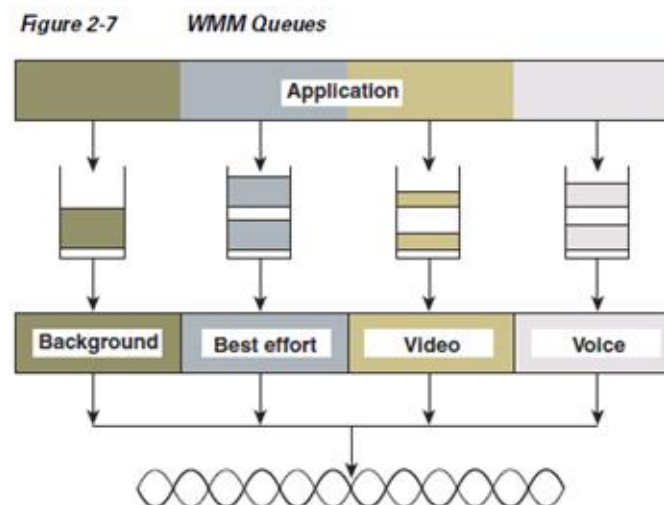 Figure 2-7 WMM Queues
Application
Background Best effort Video Voice